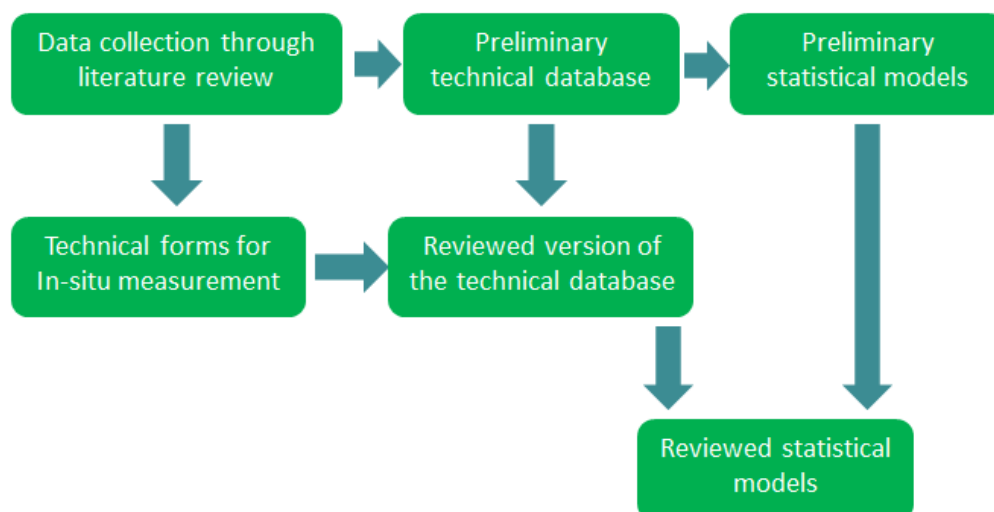 Data collection through
literature review
Preliminary
technical database
Preliminary
statistical models
Technical forms for
In-situ measurement
Reviewed version of
the technical database
Reviewed statistical
models